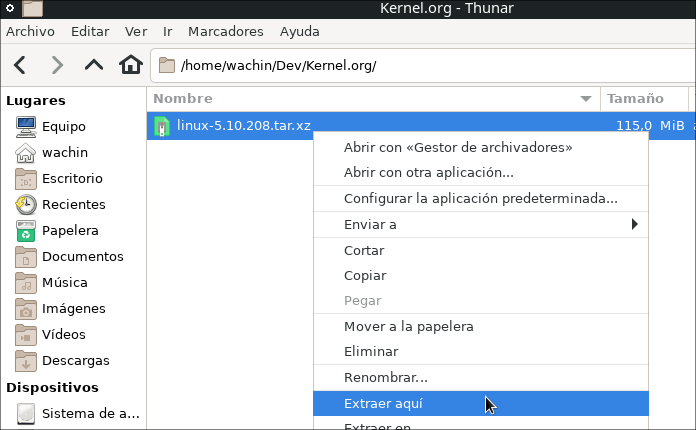 Kernel.org - Thunar
Archivo Editar Ver Ir Marcadores Ayuda
/home/wachin/Dev/Kernel.org/
Lugares
Equipo
wachin
Escritorio
Recientes
Papelera
Documentos
Música
Imágenes
Vídeos
Descargas
Dispositivos
Sistema de a...
Nombre Tamaño
linux-5.10.208.tar.xz 115,0 MiB
Abrir con «Gestor de archivadores»
Abrir con otra aplicación...
Configurar la aplicación predeterminada...
Enviar a
Cortar
Copiar
Pegar
Mover a la papelera
Eliminar
Renombrar...
Extraer aquí
Extraer en